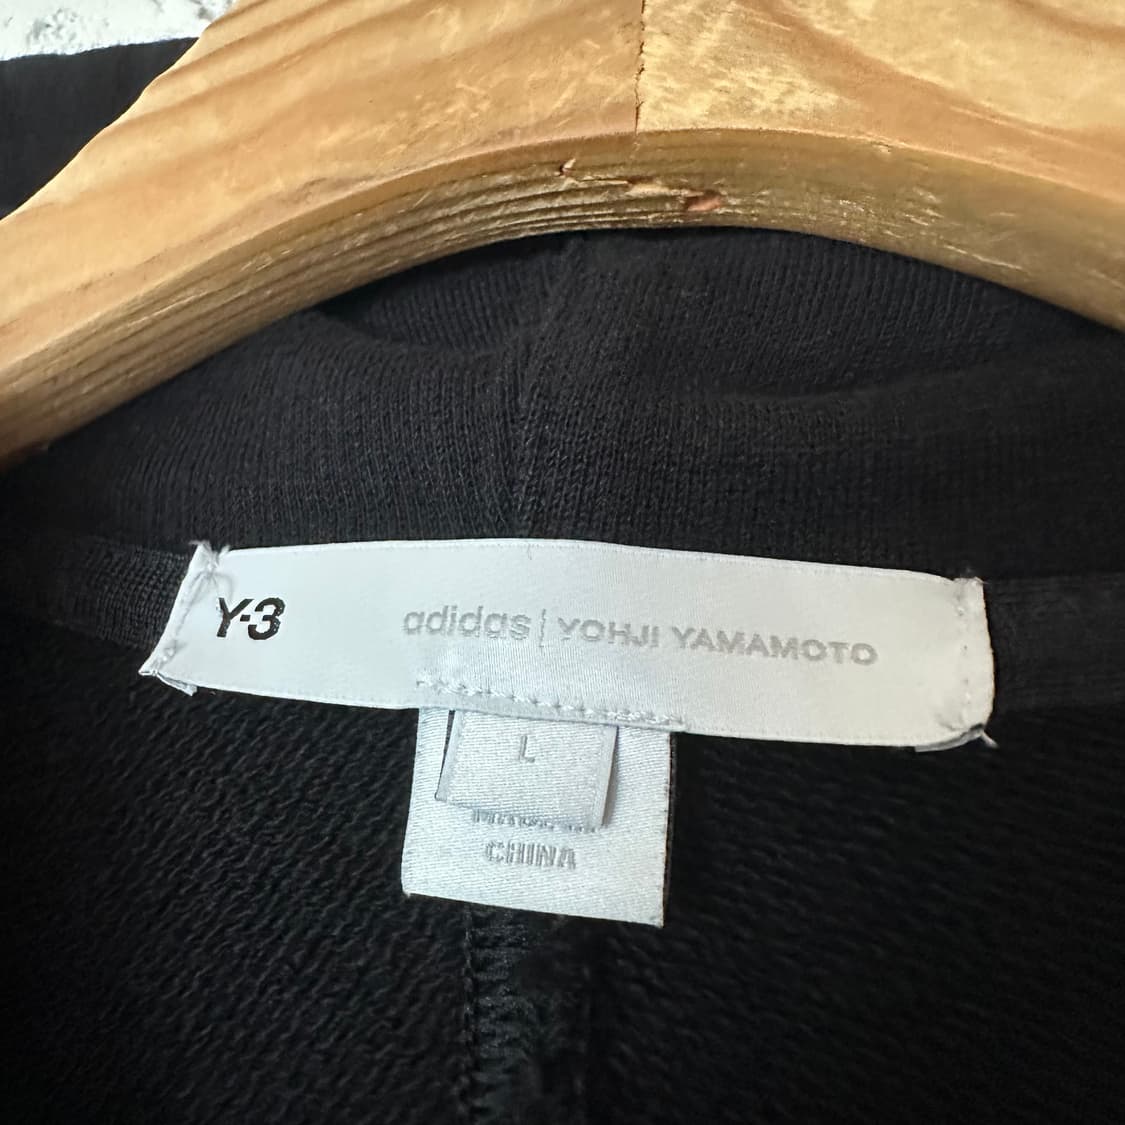 Y-3 adidas | YOHJI YAMAMOTO
L
CHINA